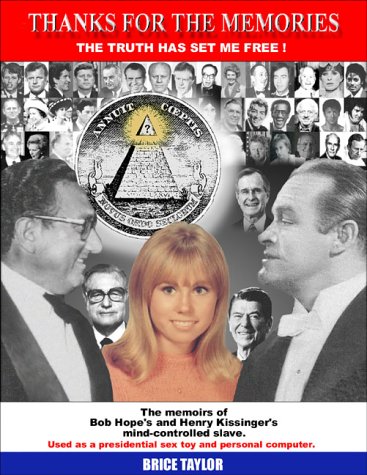 THANKS FOR THE MEMORIES
THE TRUTH HAS SET ME FREE !
ANNUIT CŒPTIS
?
NOVUS ORDO SECLORUM
The memoirs of
Bob Hope's and Henry Kissinger's
mind-controlled slave.
Used as a presidential sex toy and personal computer.
BRICE TAYLOR